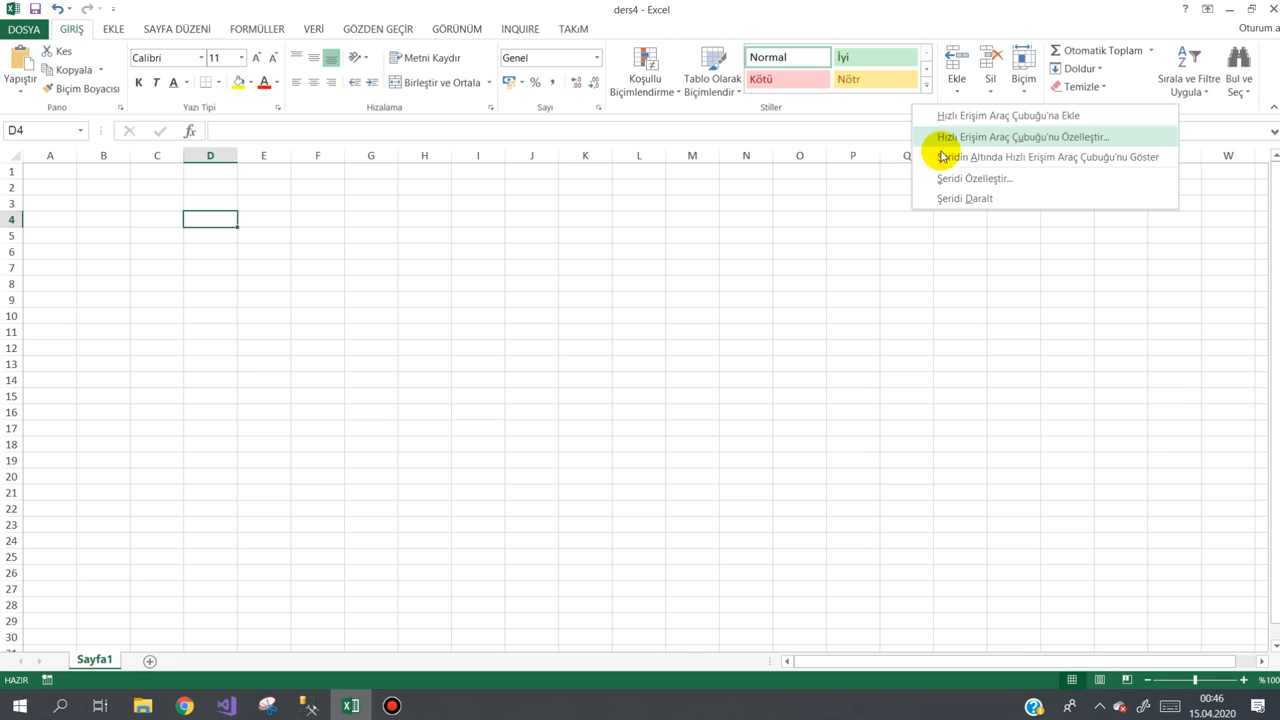 ders4 - Excel
?
Oturum a
DOSYA GİRİŞ EKLE SAYFA DÜZENİ FORMÜLLER VERİ GÖZDEN GEÇİR GÖRÜNÜM INQUIRE TAKıM
Yapıştır
Kes
Kopyala
Biçim Boyacısı
Pano
Calibri 11
K T A
Yazı Tipi
Metni Kaydır
Birleştir ve Ortala
Hizalama
Genel
%
Sayı
Koşullu Biçimlendirme
Tablo Olarak Biçimlendir
Normal İyi
Kötü Nötr
Stiller
Ekle Sil Biçim
Otomatik Toplam
Doldur
Temizle
Sırala ve Filtre Uygula
Bul ve Seç
Hızlı Erişim Araç Çubuğu'na Ekle
Hızlı Erişim Araç Çubuğu'nu Özelleştir...
Şeridin Altında Hızlı Erişim Araç Çubuğu'nu Göster
Şeridi Özelleştir...
Şeridi Daralt
D4 fx
A B C D E F G H I J K L M N O P Q W
1
2
3
4
5
6
7
8
9
10
11
12
13
14
15
16
17
18
19
20
21
22
23
24
25
26
27
28
29
30
Sayfa1
HAZIR
%100
00:46
15.04.2020